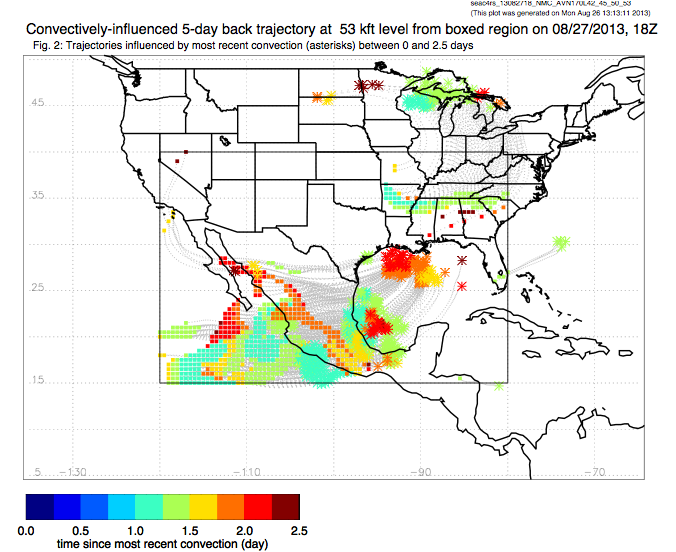 seac4rs_13082718_NMC_AVN170L42_45_50_53
(This plot was generated on Mon Aug 26 13:13:11 2013)
Convectively-influenced 5-day back trajectory at 53 kft level from boxed region on 08/27/2013, 18Z
Fig. 2: Trajectories influenced by most recent convection (asterisks) between 0 and 2.5 days
45
35
25
15
5
-130
-110
-90
-70
0.0 0.5 1.0 1.5 2.0 2.5
time since most recent convection (day)